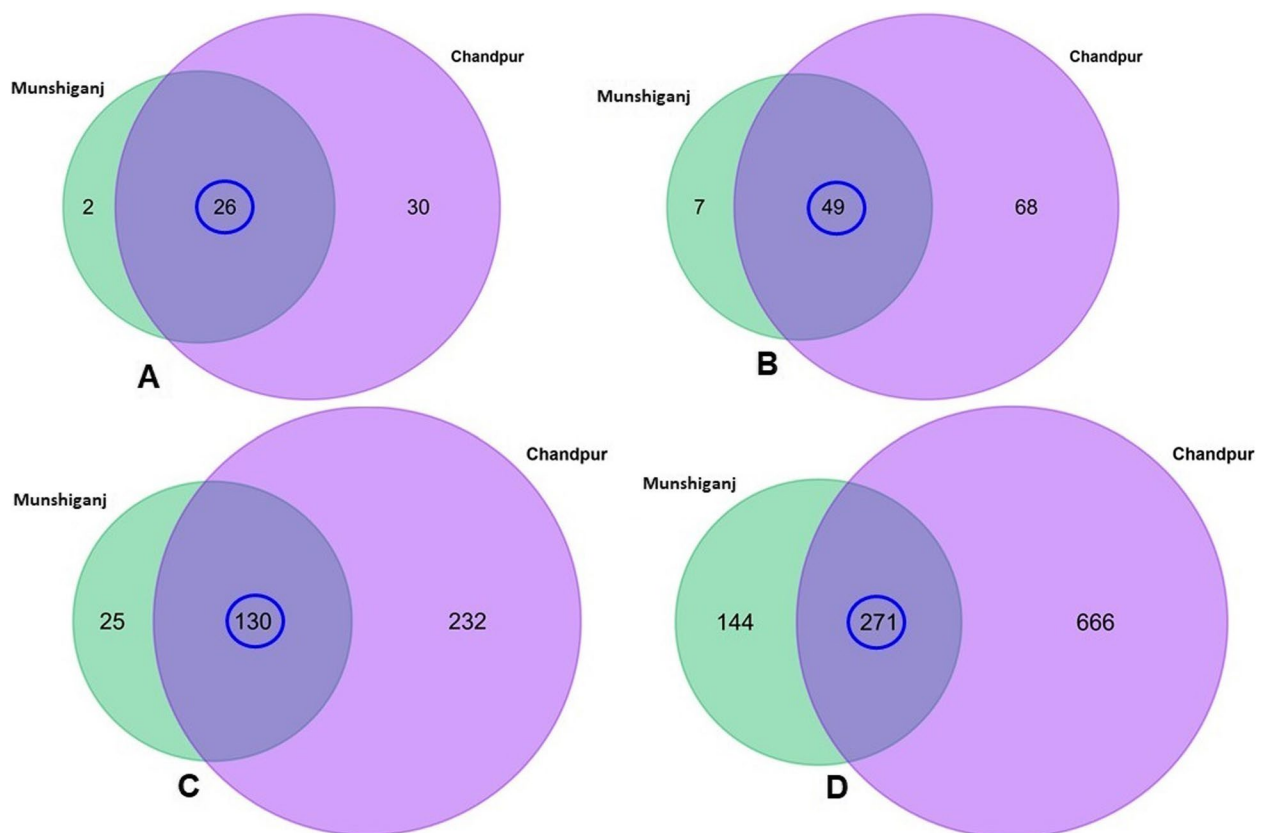 Chandpur
Munshiganj
2
26
30
A
Chandpur
Munshiganj
7
49
68
B
Chandpur
Munshiganj
25
130
232
C
Chandpur
Munshiganj
144
271
666
D